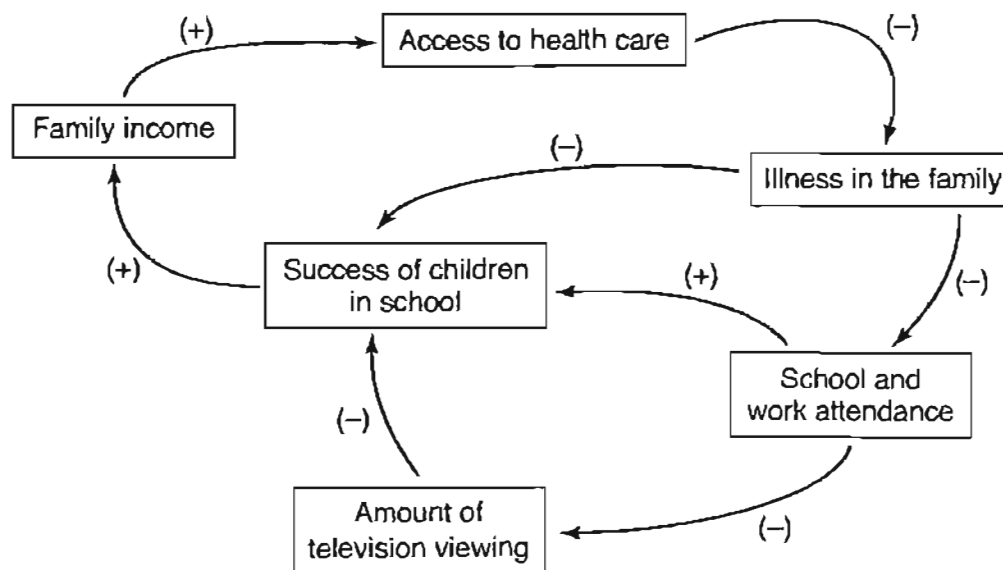 (+)
Access to health care
(–)
Family income
(–)
Illness in the family
(+)
Success of children
in school
(+)
(–)
School and
work attendance
(–)
Amount of
television viewing
(–)